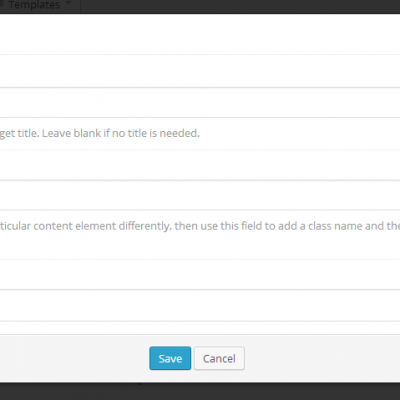 Templates
get title. Leave blank if no title is needed.
ticular content element differently, then use this field to add a class name and the
Save
Cancel